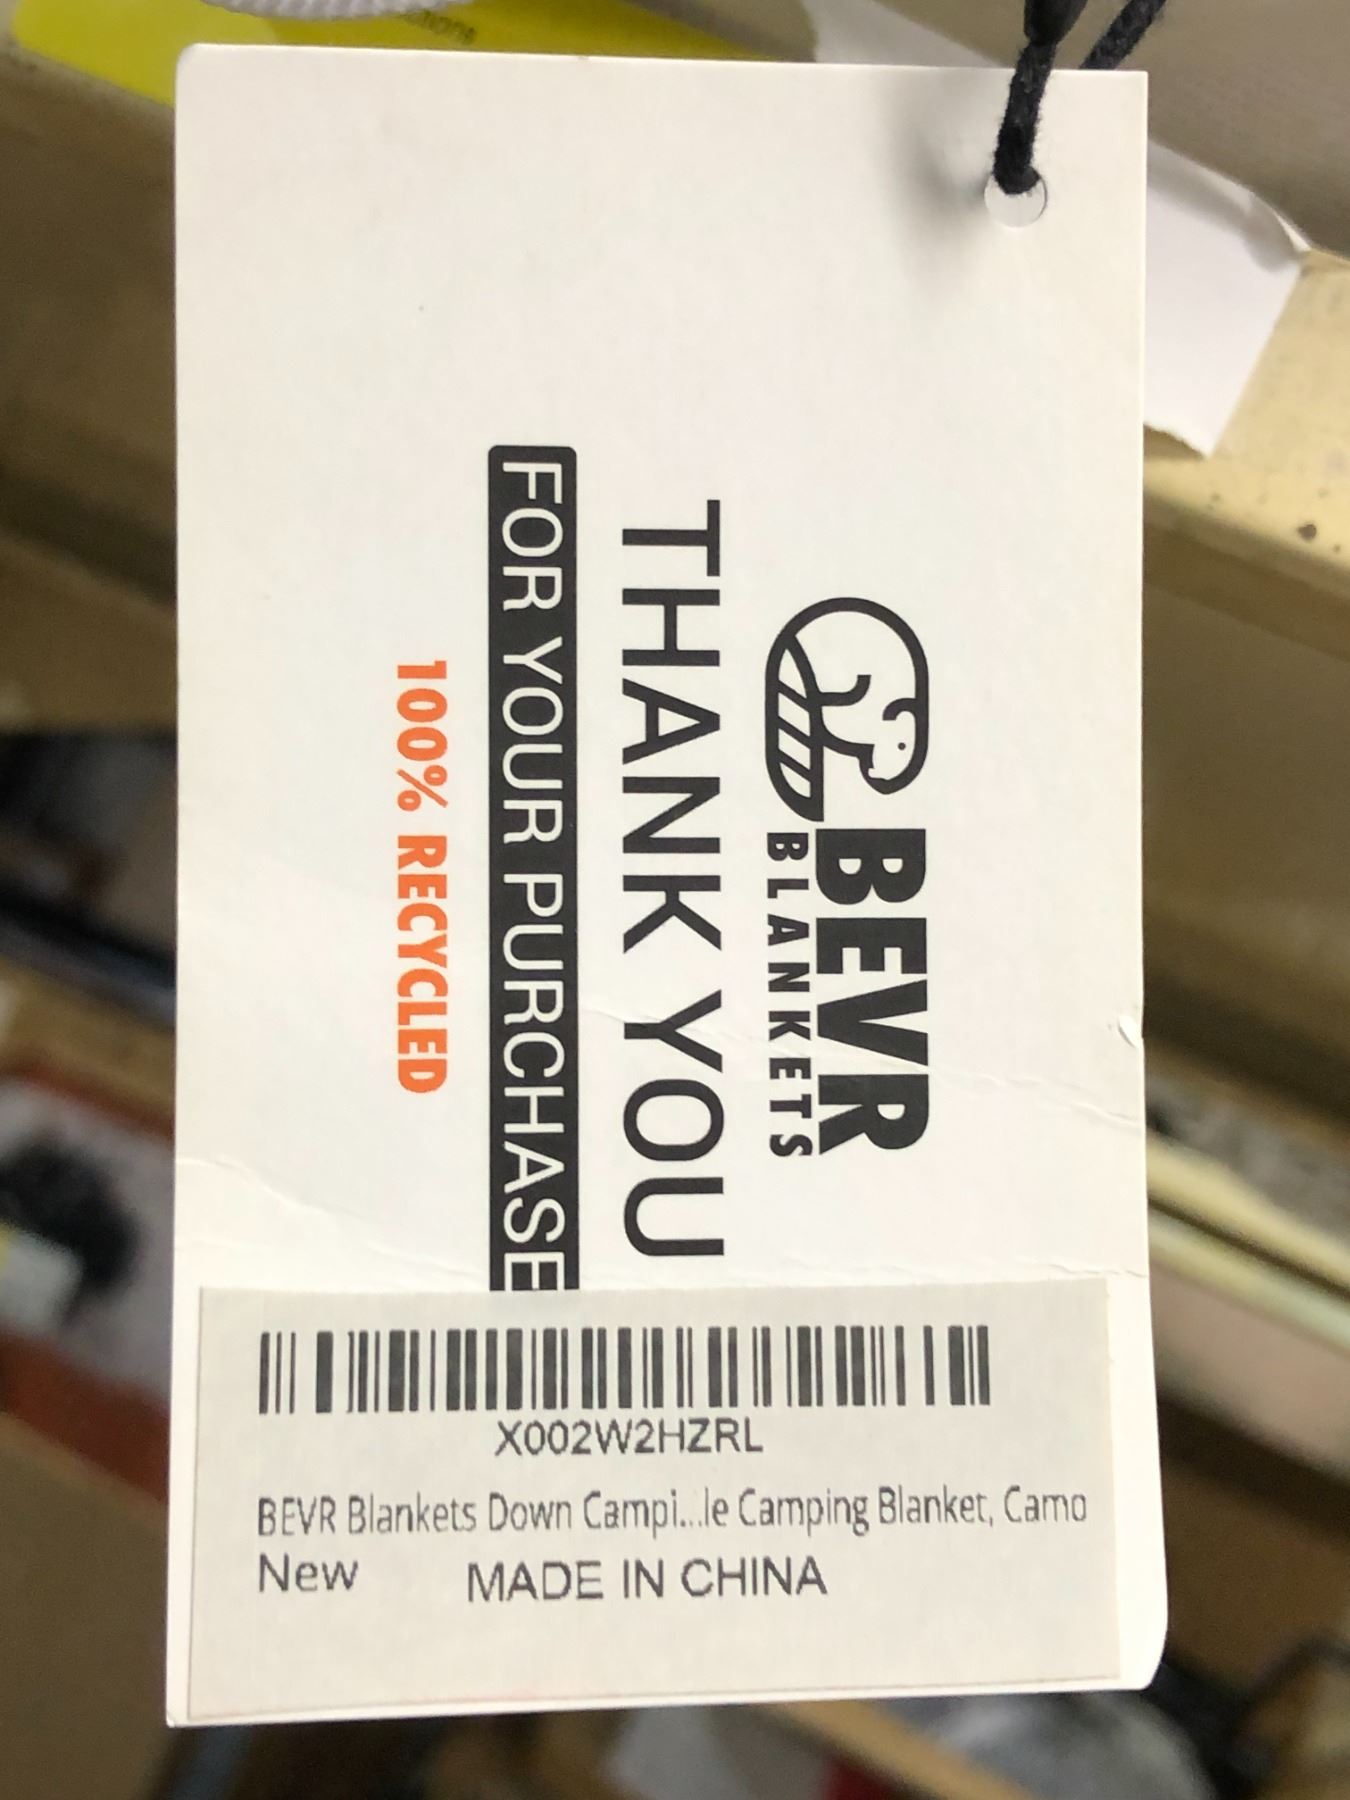 BEVR
BLANKETS
THANK YOU
FOR YOUR PURCHASE
100% RECYCLED
X002W2HZRL
BEVR Blankets Down Campi...le Camping Blanket, Camo
New MADE IN CHINA